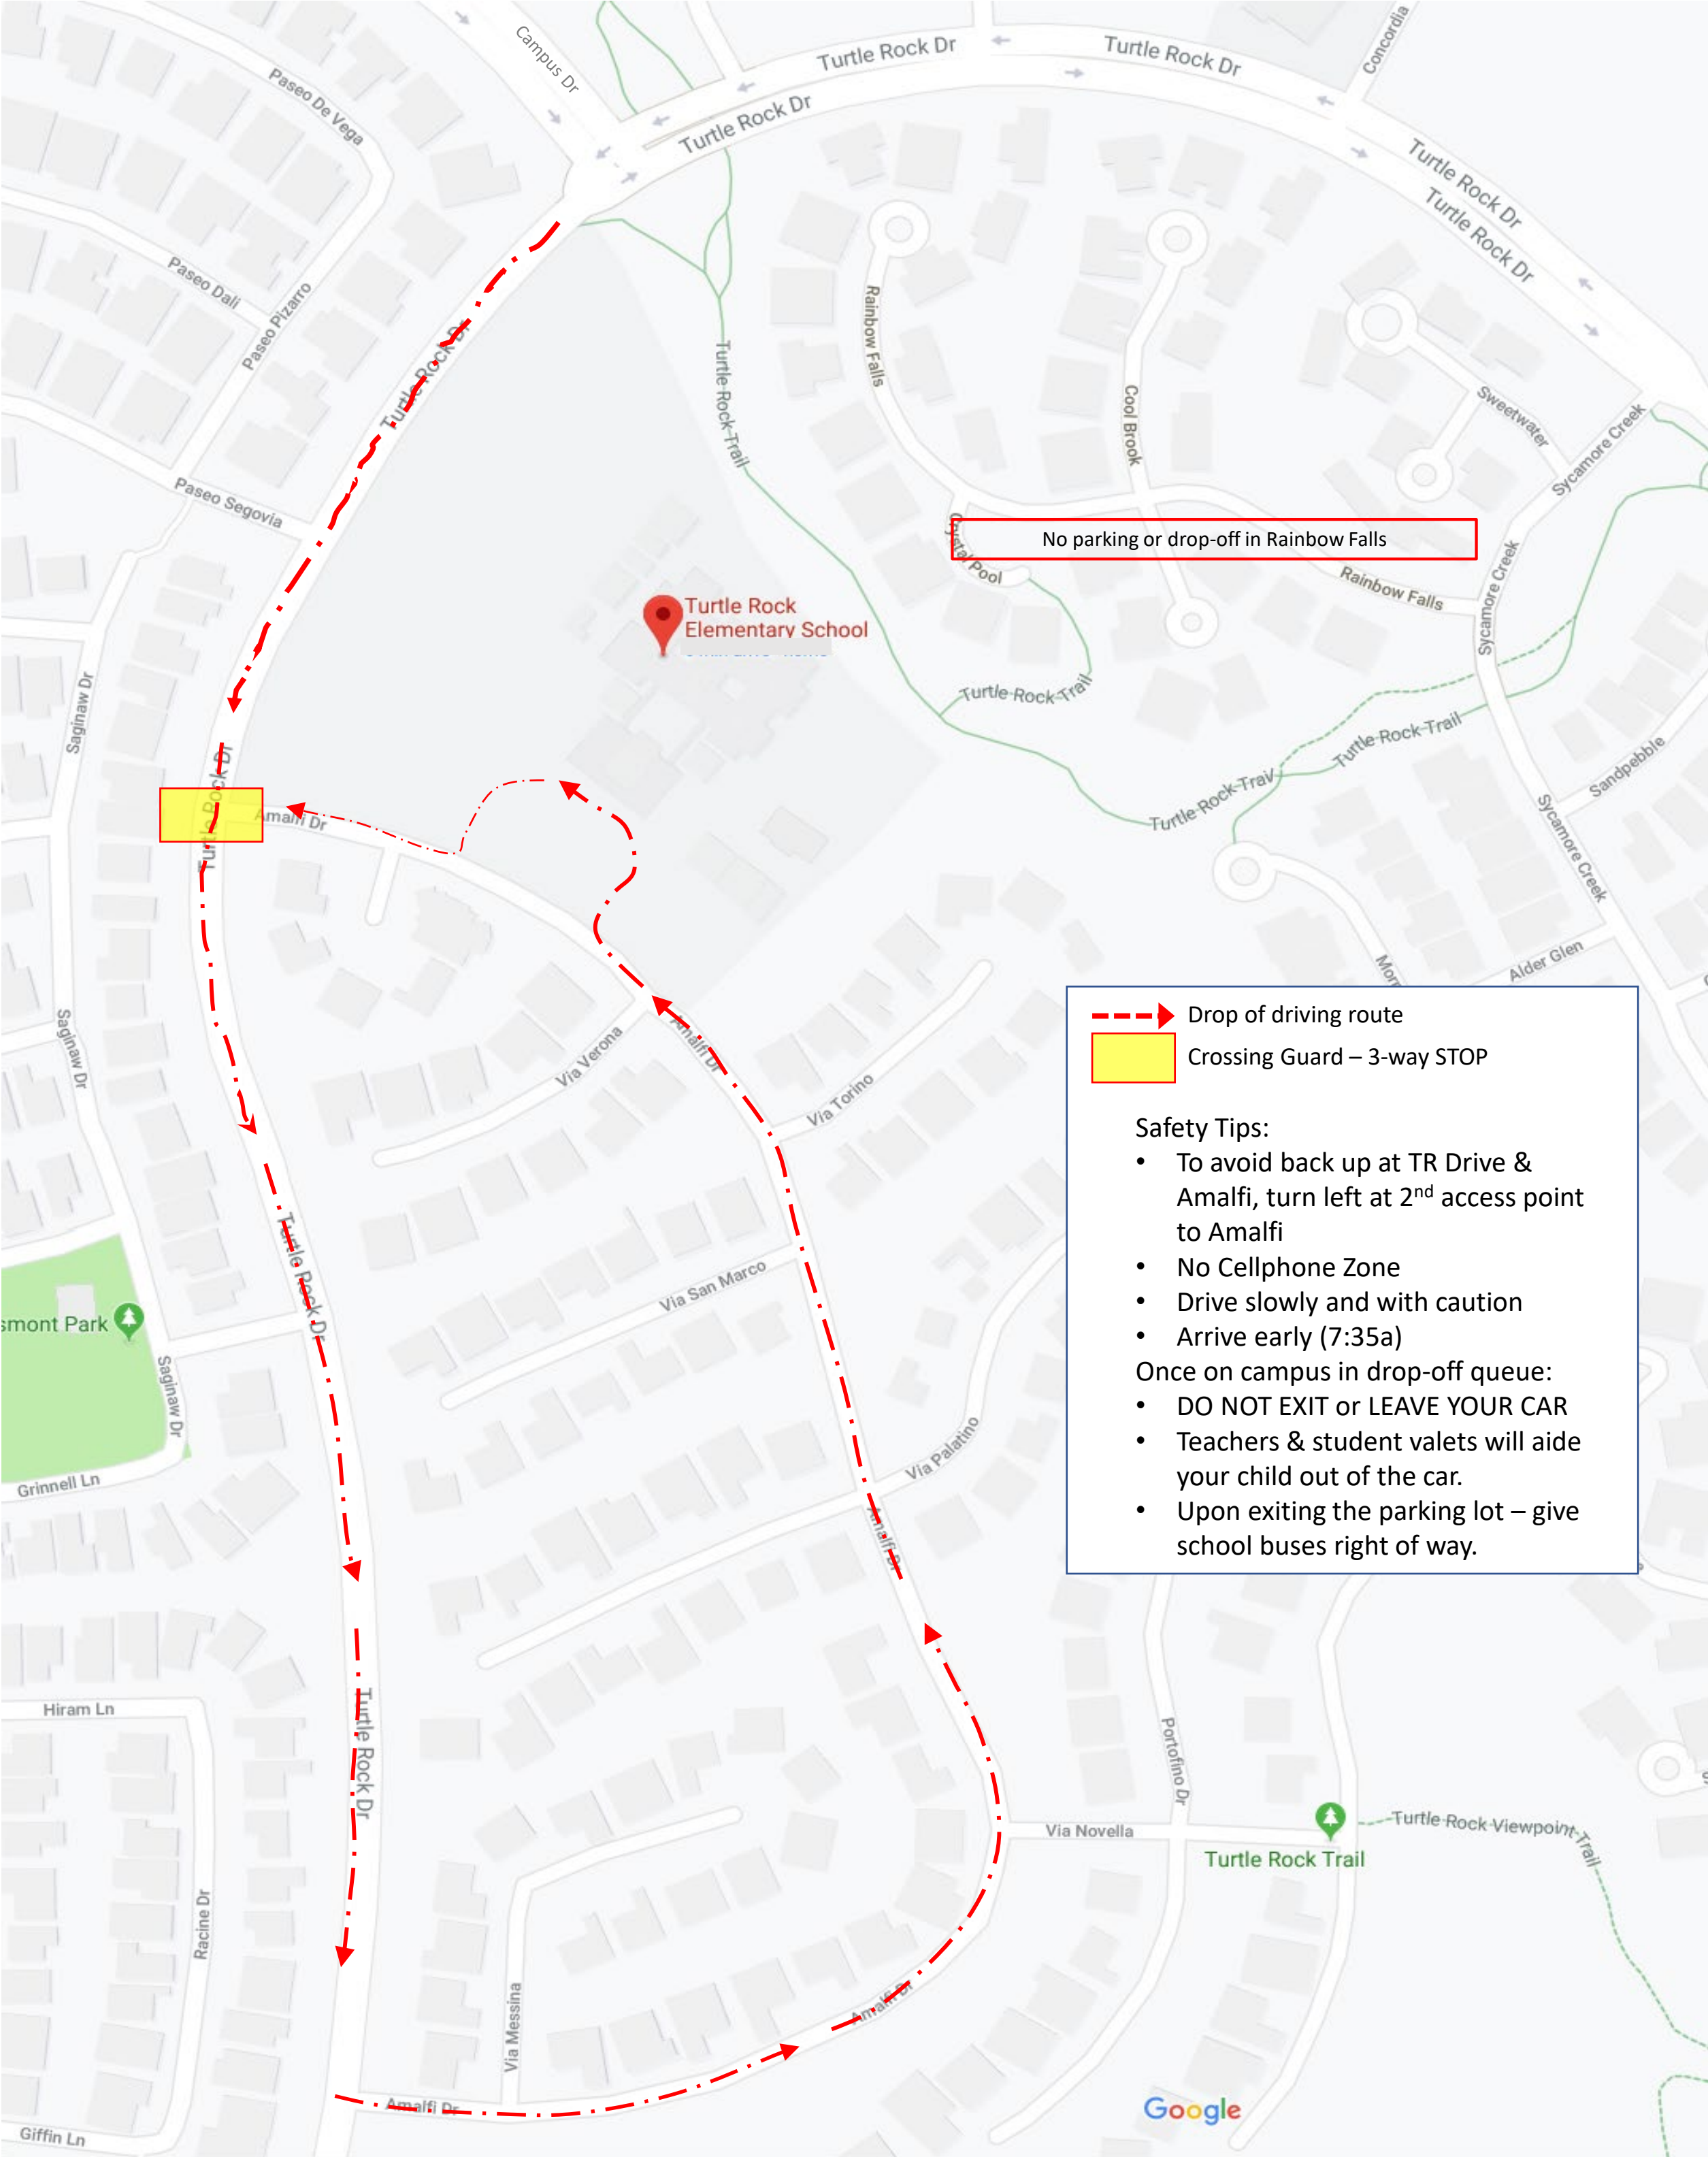 Campus Dr
Turtle Rock Dr
Turtle Rock Dr
Concordia
Turtle Rock Dr
Paseo De Vega
Turtle Rock Dr
Turtle Rock Dr
Paseo Dali
Paseo Pizarro
Turtle Rock Dr
Rainbow Falls
Turtle Rock Trail
Cool Brook
Sweetwater
Sycamore Creek
Paseo Segovia
No parking or drop-off in Rainbow Falls
Crystal Pool
Rainbow Falls
Sycamore Creek
Turtle Rock
Elementary School
Saginaw Dr
Turtle Rock Trail
Turtle Rock Trail
Sandpebble
Turtle Rock Trail
Turtle Rock Dr
Amalfi Dr
Sycamore Creek
Alder Glen
Saginaw Dr
Via Verona
Amalfi Dr
Via Torino
Drop of driving route
Crossing Guard – 3-way STOP
Safety Tips:
• To avoid back up at TR Drive &
Amalfi, turn left at 2nd access point
to Amalfi
• No Cellphone Zone
• Drive slowly and with caution
• Arrive early (7:35a)
Once on campus in drop-off queue:
• DO NOT EXIT or LEAVE YOUR CAR
• Teachers & student valets will aide
your child out of the car.
• Upon exiting the parking lot – give
school buses right of way.
Turtle Rock Dr
Via San Marco
smont Park
Saginaw Dr
Via Palatino
Grinnell Ln
Amalfi Dr
Hiram Ln
Turtle Rock Dr
Portofino Dr
Via Novella
Turtle Rock Viewpoint Trail
Turtle Rock Trail
Racine Dr
Via Messina
Amalfi Dr
Amalfi Dr
Google
Giffin Ln